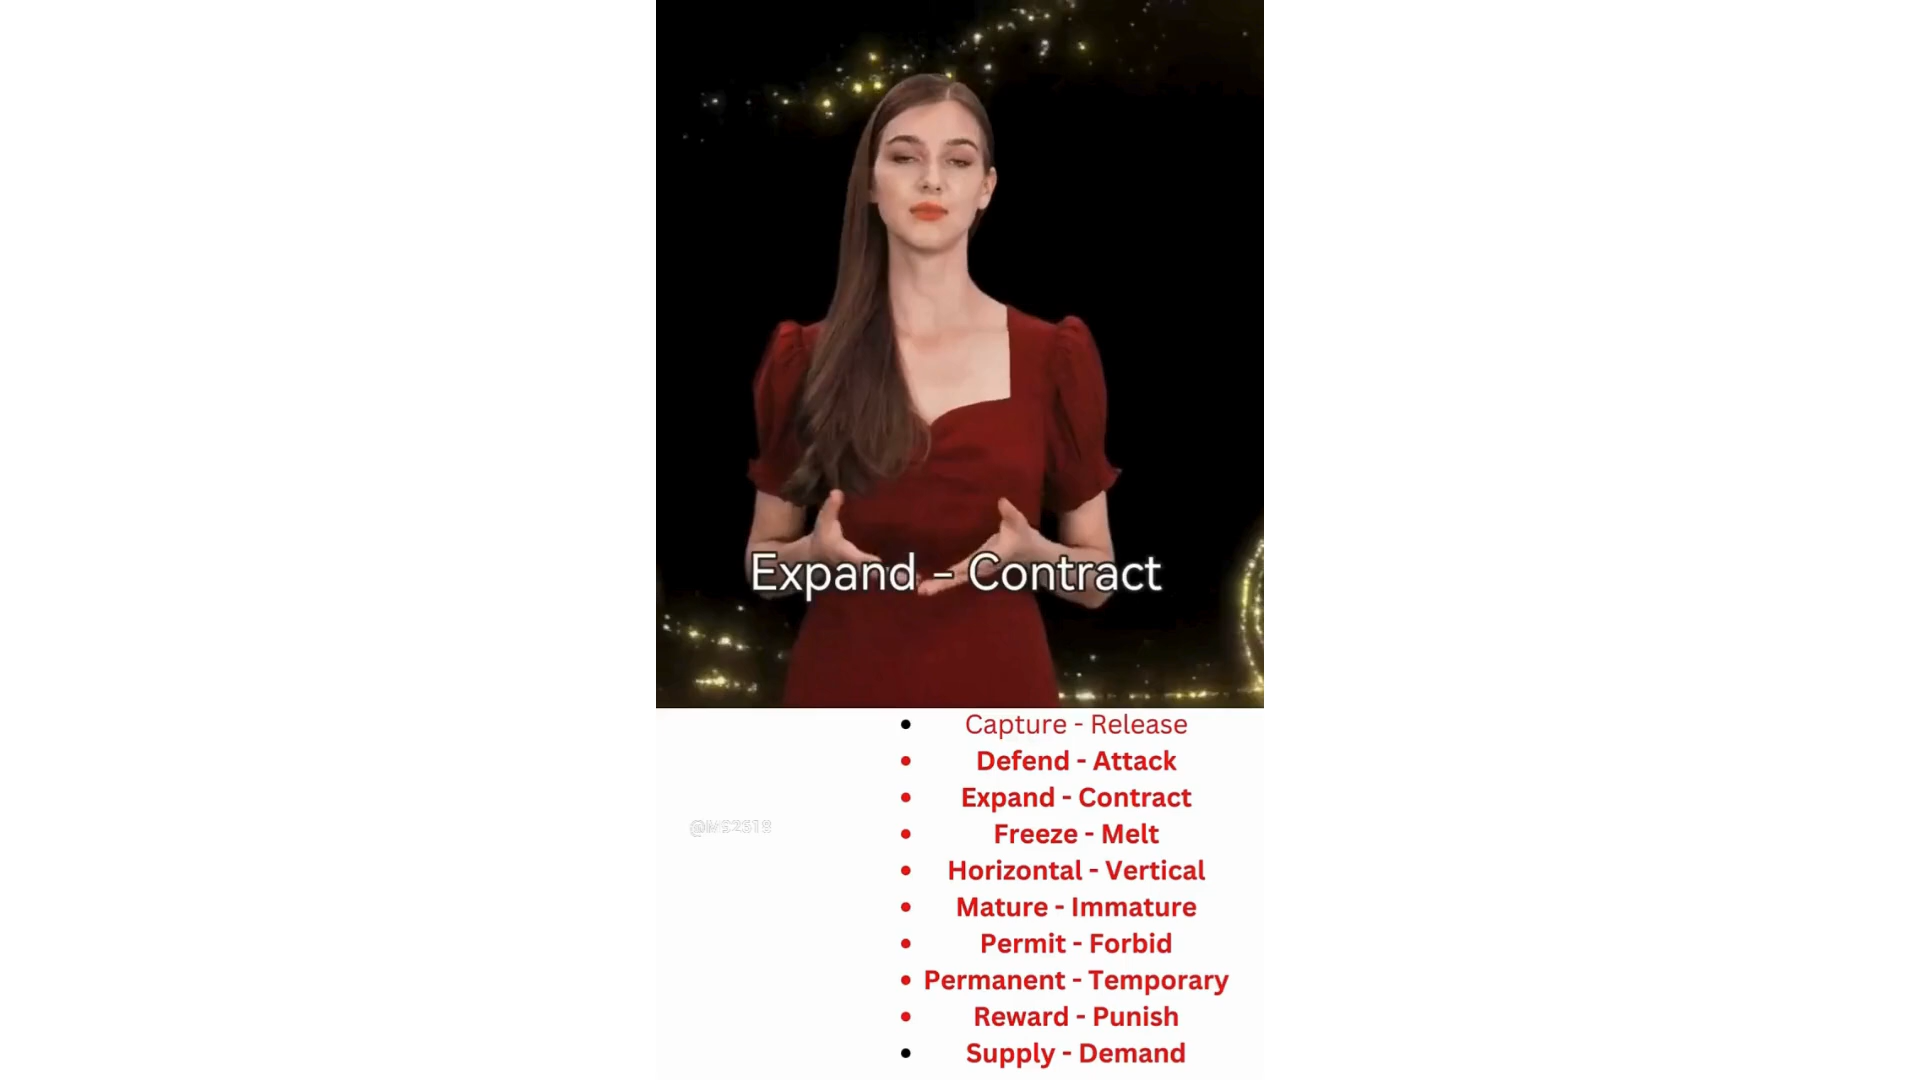 Expand - Contract
• Capture - Release
• Defend - Attack
• Expand - Contract
• Freeze - Melt
• Horizontal - Vertical
• Mature - Immature
• Permit - Forbid
• Permanent - Temporary
• Reward - Punish
• Supply - Demand